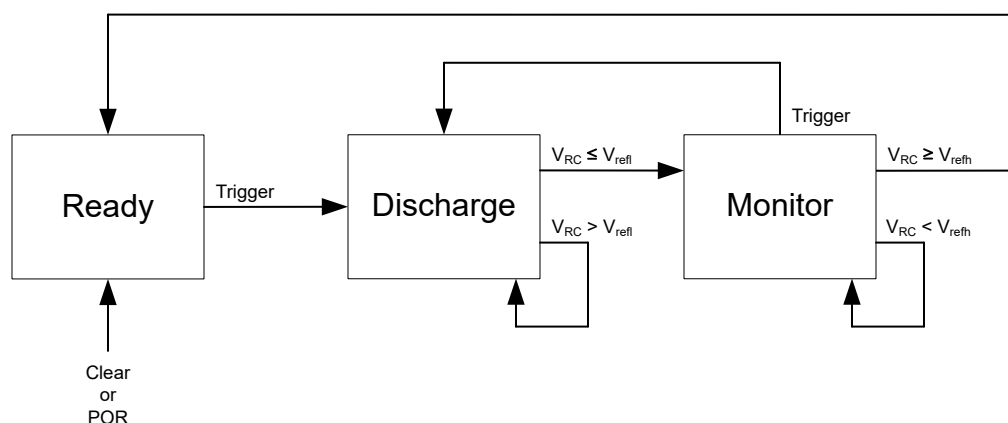 Trigger
Ready
Trigger
Discharge
V_RC ≤ V_refl
V_RC > V_refl
Monitor
V_RC ≥ V_refh
V_RC < V_refh
Clear
or
POR